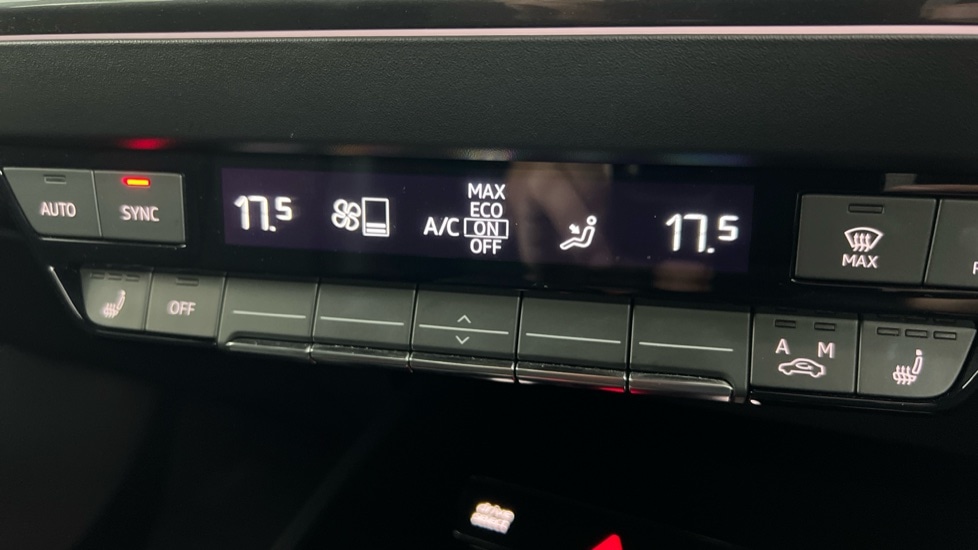 AUTO
SYNC
17.5
A/C
MAX
ECO
ON
OFF
17.5
MAX
OFF
A M